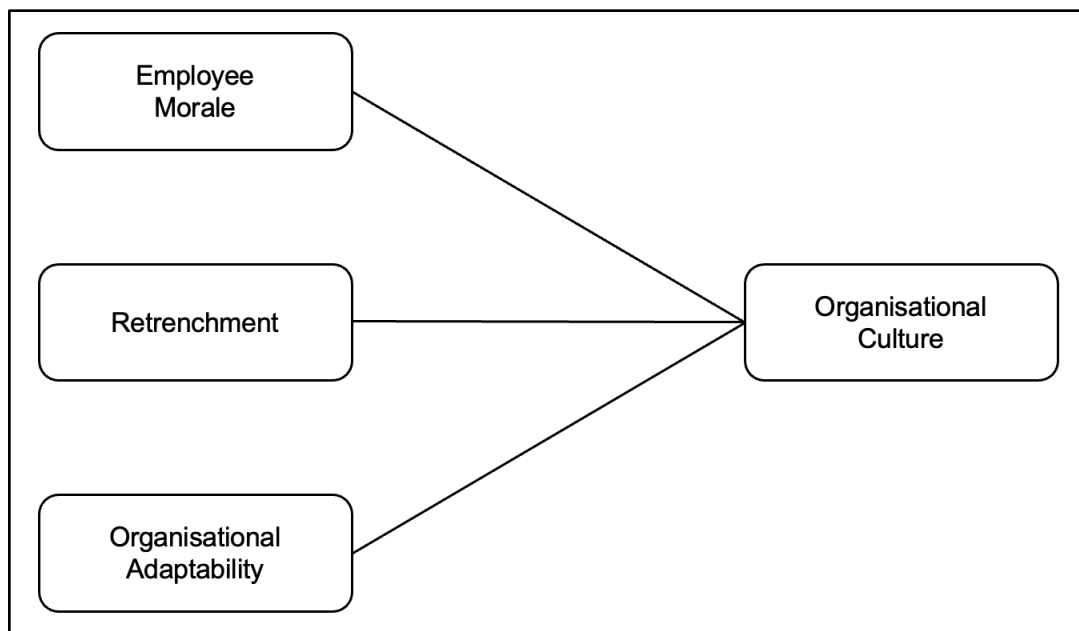 Employee
Morale
Retrenchment
Organisational
Culture
Organisational
Adaptability